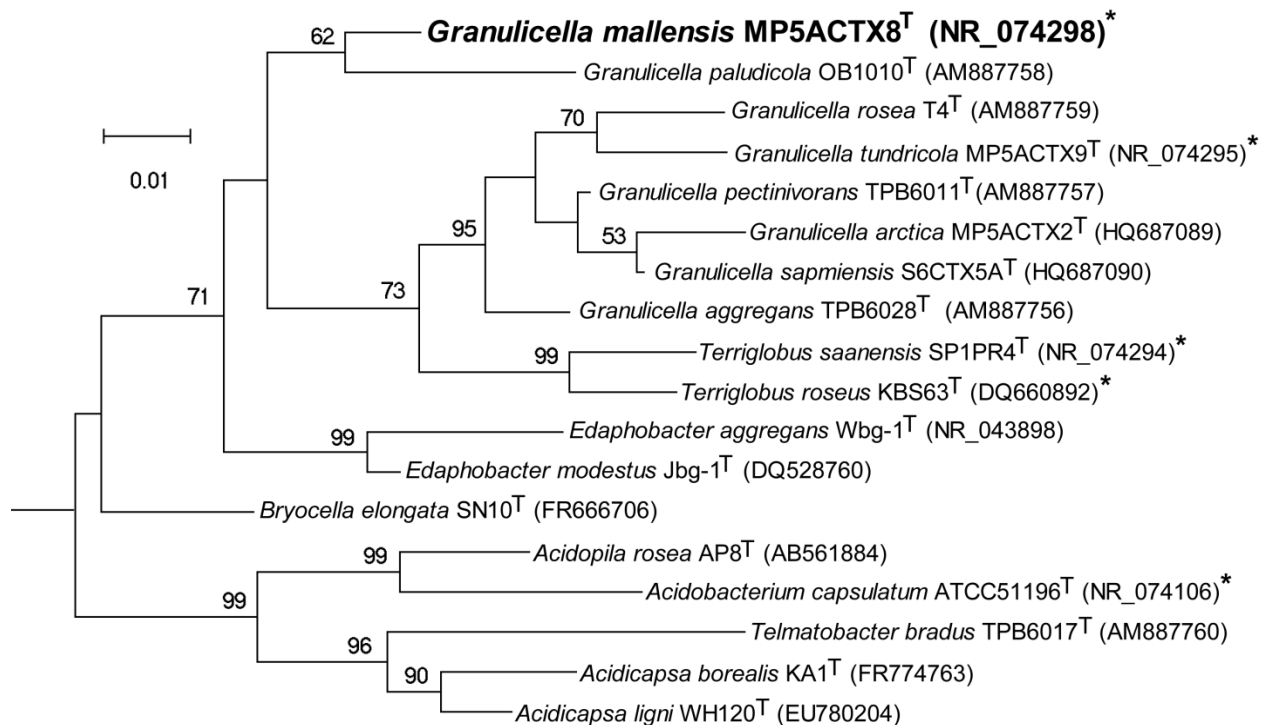 62
Granulicella mallensis MP5ACTX8T (NR_074298)*
Granulicella paludicola OB1010T (AM887758)
Granulicella rosea T4T (AM887759)
70
0.01
Granulicella tundricola MP5ACTX9T (NR_074295)*
Granulicella pectinivorans TPB6011T(AM887757)
95
53
Granulicella arctica MP5ACTX2T (HQ687089)
Granulicella sapmiensis S6CTX5AT (HQ687090)
71
73
Granulicella aggregans TPB6028T (AM887756)
99
Terriglobus saanensis SP1PR4T (NR_074294)*
Terriglobus roseus KBS63T (DQ660892)*
99
Edaphobacter aggregans Wbg-1T (NR_043898)
Edaphobacter modestus Jbg-1T (DQ528760)
Bryocella elongata SN10T (FR666706)
99
Acidopila rosea AP8T (AB561884)
99
Acidobacterium capsulatum ATCC51196T (NR_074106)*
96
Telmatobacter bradus TPB6017T (AM887760)
90
Acidicapsa borealis KA1T (FR774763)
Acidicapsa ligni WH120T (EU780204)